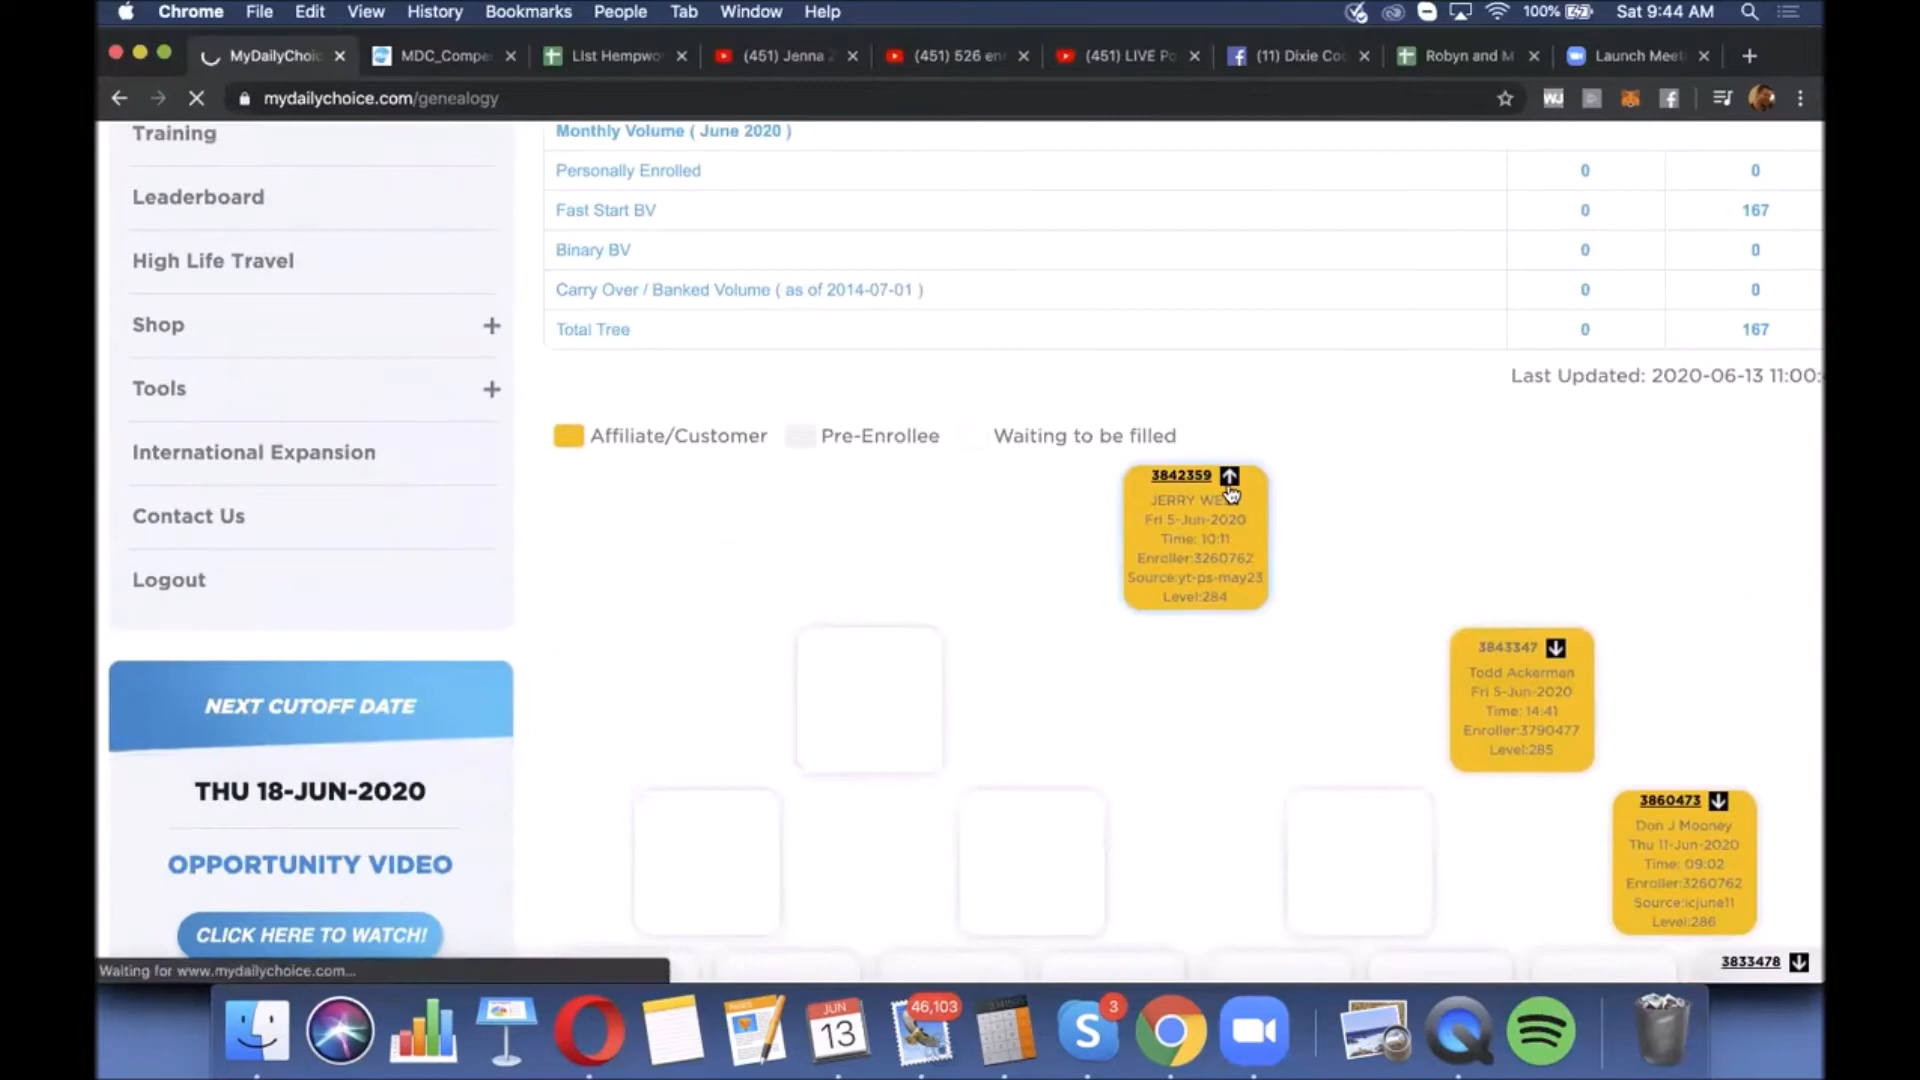 Chrome File Edit View History Bookmarks People Tab Window Help 100% Sat 9:44 AM
MyDailyChoic MDC_Compe List Hempwo (451) Jenna (451) 526 en (451) LIVE Po (11) Dixie Co Robyn and M Launch Meet
mydailychoice.com/genealogy
Training
Leaderboard
High Life Travel
Shop +
Tools +
International Expansion
Contact Us
Logout
NEXT CUTOFF DATE
THU 18-JUN-2020
OPPORTUNITY VIDEO
CLICK HERE TO WATCH!
Waiting for www.mydailychoice.com...
Monthly Volume ( June 2020 )
Personally Enrolled 0 0
Fast Start BV 0 167
Binary BV 0 0
Carry Over / Banked Volume ( as of 2014-07-01 ) 0 0
Total Tree 0 167
Last Updated: 2020-06-13 11:00:
Affiliate/Customer Pre-Enrollee Waiting to be filled
3842359
JERRY
Fri 5-Jun-2020
Time: 10:11
Enroller:3260762
Source:yt-ps-may23
Level:284
3843347
Todd Ackerman
Fri 5-Jun-2020
Time: 14:41
Enroller:3790477
Level:285
3860473
Don J Mooney
Thu 11-Jun-2020
Time: 09:02
Enroller:3260762
Source:icjune11
Level:286
3833478
JUN
13
46,103
3